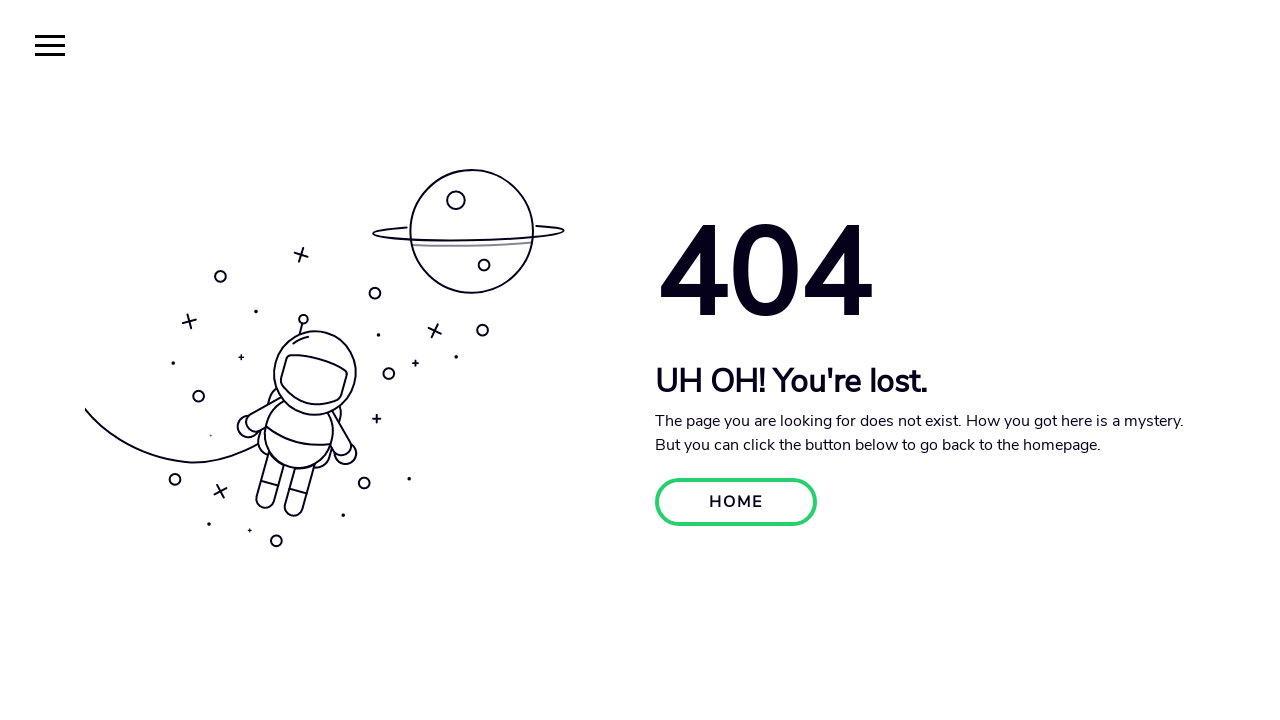 404
UH OH! You're lost.
The page you are looking for does not exist. How you got here is a mystery.
But you can click the button below to go back to the homepage.
HOME